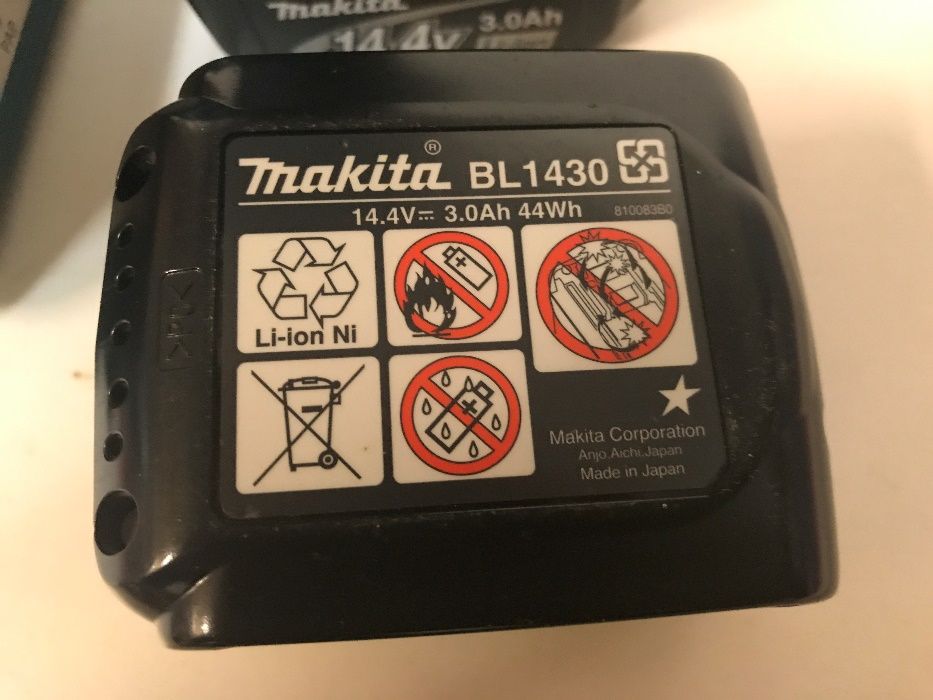 makita
14.4V 3.0Ah
makita® BL1430
14.4V⎓ 3.0Ah 44Wh 810083B0
Li-ion Ni
Makita Corporation
Anjo,Aichi,Japan
Made in Japan